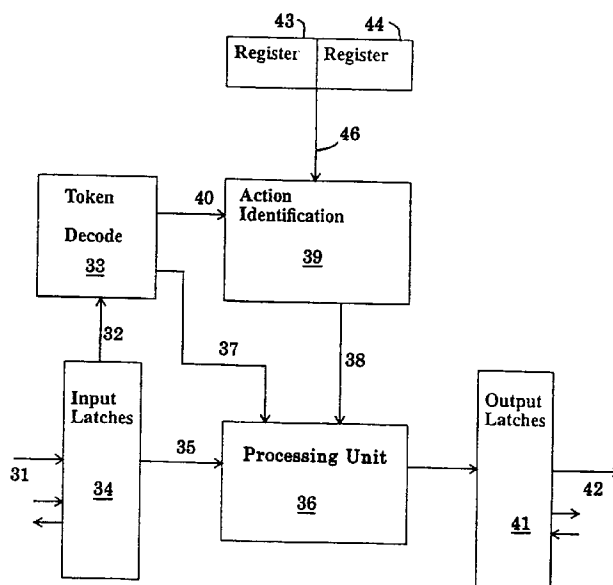 43 44
Register Register
46
Token
Decode
33
40
Action
Identification
39
32
37
38
Input
Latches
34
31
35
Processing Unit
36
Output
Latches
41
42